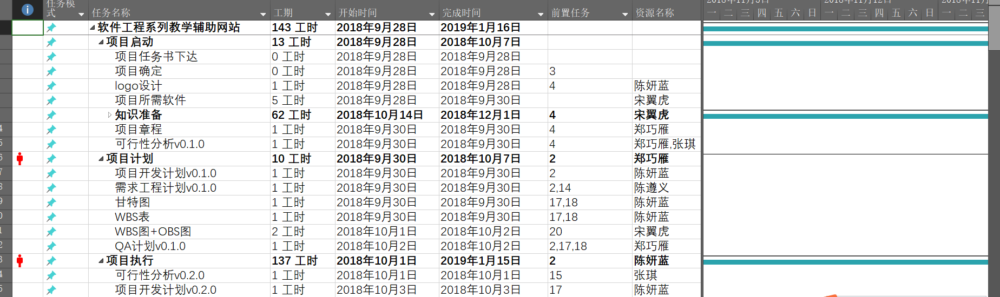 任务模式 任务名称 工期 开始时间 完成时间 前置任务 资源名称
一 二 三 四 五 六 日 一 二 三 四 五 六 日 一 二 三
软件工程系列教学辅助网站 143 工时 2018年9月28日 2019年1月16日
项目启动 13 工时 2018年9月28日 2018年10月7日
项目任务书下达 0 工时 2018年9月28日 2018年9月28日
项目确定 0 工时 2018年9月28日 2018年9月28日 3
logo设计 1 工时 2018年9月28日 2018年9月28日 4 陈妍蓝
项目所需软件 5 工时 2018年9月28日 2018年9月30日 宋翼虎
知识准备 62 工时 2018年10月14日 2018年12月1日 4 宋翼虎
4 项目章程 1 工时 2018年9月30日 2018年9月30日 4 郑巧雁
5 可行性分析v0.1.0 1 工时 2018年9月30日 2018年9月30日 4 郑巧雁,张琪
6 项目计划 10 工时 2018年9月30日 2018年10月7日 2 郑巧雁
7 项目开发计划v0.1.0 1 工时 2018年9月30日 2018年9月30日 2 陈妍蓝
8 需求工程计划v0.1.0 1 工时 2018年9月30日 2018年9月30日 2,14 陈遵义
9 甘特图 1 工时 2018年9月30日 2018年9月30日 17,18 陈妍蓝
0 WBS表 1 工时 2018年9月30日 2018年9月30日 17,18 陈妍蓝
1 WBS图+OBS图 2 工时 2018年10月1日 2018年10月2日 20 宋翼虎
2 QA计划v0.1.0 1 工时 2018年10月2日 2018年10月2日 2,17,18 郑巧雁
3 项目执行 137 工时 2018年10月1日 2019年1月15日 2 陈妍蓝
4 可行性分析v0.2.0 1 工时 2018年10月1日 2018年10月1日 15 张琪
5 项目开发计划v0.2.0 1 工时 2018年10月3日 2018年10月3日 17 陈妍蓝